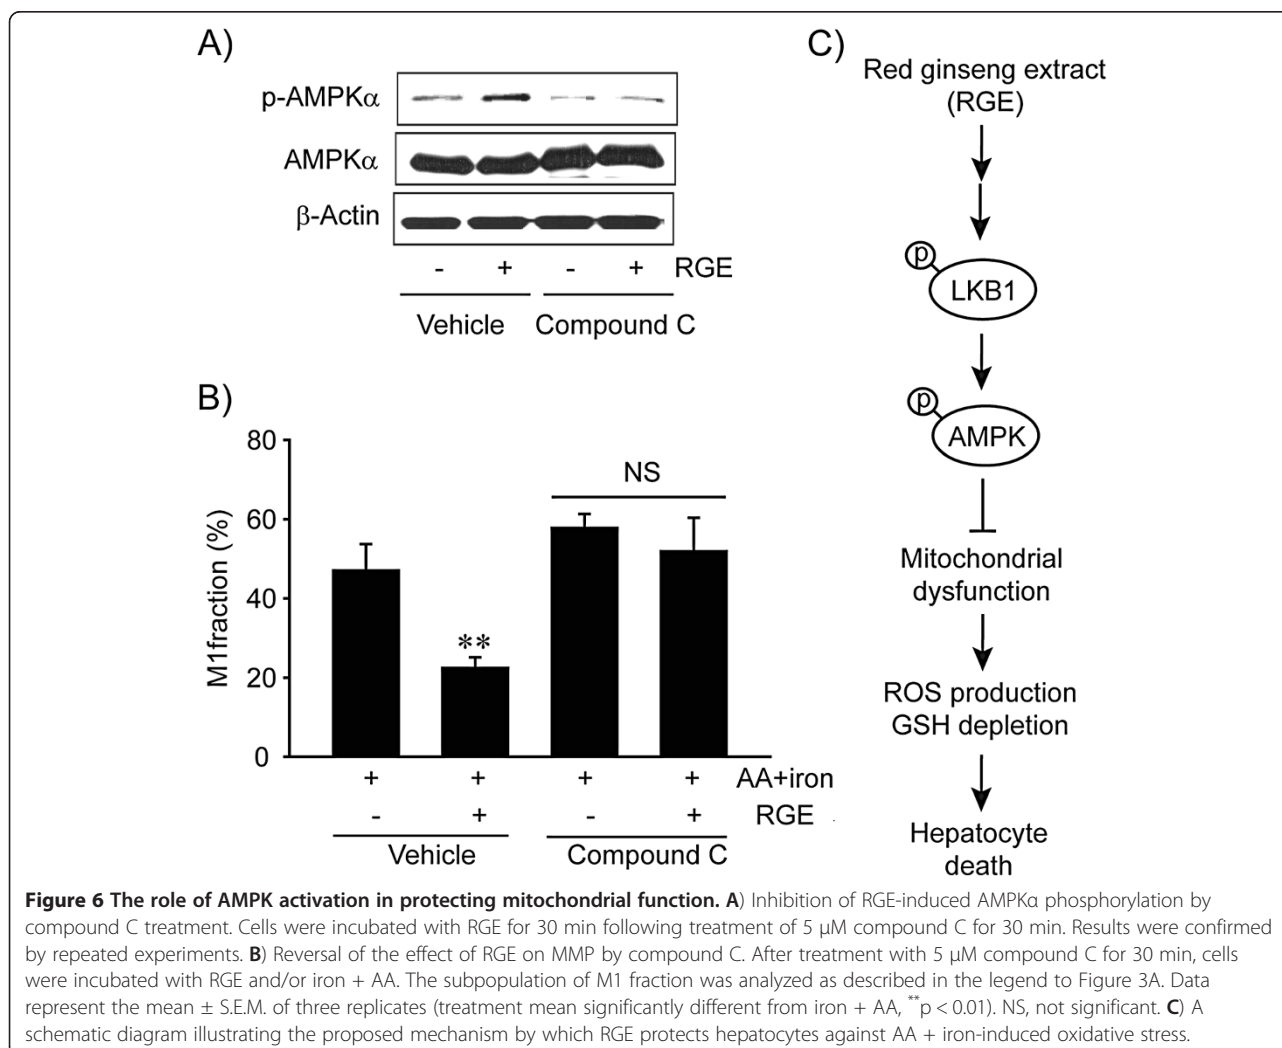 A)
p-AMPKα
AMPKα
β-Actin
- + - + RGE
Vehicle Compound C
B)
M1fraction (%)
80
60
40
20
0
NS
**
+ + + + AA+iron
- + - + RGE
Vehicle Compound C
C)
Red ginseng extract
(RGE)
p
LKB1
p
AMPK
Mitochondrial
dysfunction
ROS production
GSH depletion
Hepatocyte
death
Figure 6 The role of AMPK activation in protecting mitochondrial function. A) Inhibition of RGE-induced AMPKα phosphorylation by
compound C treatment. Cells were incubated with RGE for 30 min following treatment of 5 μM compound C for 30 min. Results were confirmed
by repeated experiments. B) Reversal of the effect of RGE on MMP by compound C. After treatment with 5 μM compound C for 30 min, cells
were incubated with RGE and/or iron + AA. The subpopulation of M1 fraction was analyzed as described in the legend to Figure 3A. Data
represent the mean ± S.E.M. of three replicates (treatment mean significantly different from iron + AA, **p < 0.01). NS, not significant. C) A
schematic diagram illustrating the proposed mechanism by which RGE protects hepatocytes against AA + iron-induced oxidative stress.